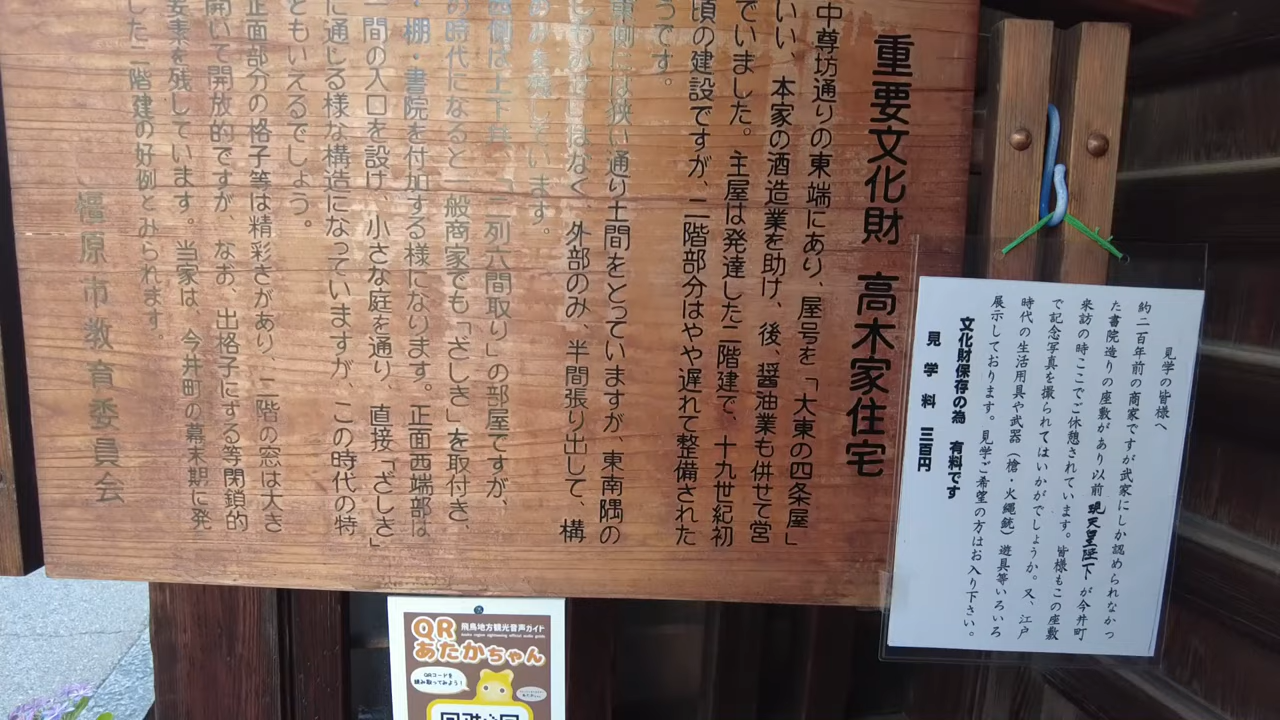 重要文化財 高木家住宅
中尊坊通りの東端にあり、屋号を「大東の四条屋」
いい、本家の酒造業を助け、後、醤油業も併せて営
でいました。主屋は発達した二階建で、十九世紀初
頃の建設ですが、二階部分はやや遅れて整備された
うです。
東側には狭い通り土間をとっていますが、東南隅の
はなく、外部のみ、半間張り出して、構
います。
「二列六間取り」の部屋ですが、
の時代になると一般商家でも「ざしき」を取付き、
・棚・書院を付加する様になります。正面西端部は
一間の入口を設け、小さな庭を通り、直接「ざしき」
に通じる様な構造になっていますが、この時代の特
ともいえるでしょう。
正面部分の格子等は精彩さがあり、二階の窓は大き
開いて開放的ですが、なお、出格子にする等閉鎖的
要素を残しています。当家は、今井町の幕末期に発
した二階建の好例とみられます。
橿原市教育委員会
見学の皆様へ
約二百年前の商家ですが武家にしか認められなかっ
た書院造りの座敷があり以前 現天皇陛下 が今井町
来訪の時ここでご休憩されています。皆様もこの座敷
で記念写真を撮られてはいかがでしょうか。又、江戸
時代の生活用具や武器（槍・火縄銃）遊具等いろいろ
展示しております。見学ご希望の方はお入り下さい。
文化財保存の為 有料です
見学料 三百円
QR 飛鳥地方観光音声ガイド
あたかちゃん
QRコードを
読み取ってみよう！